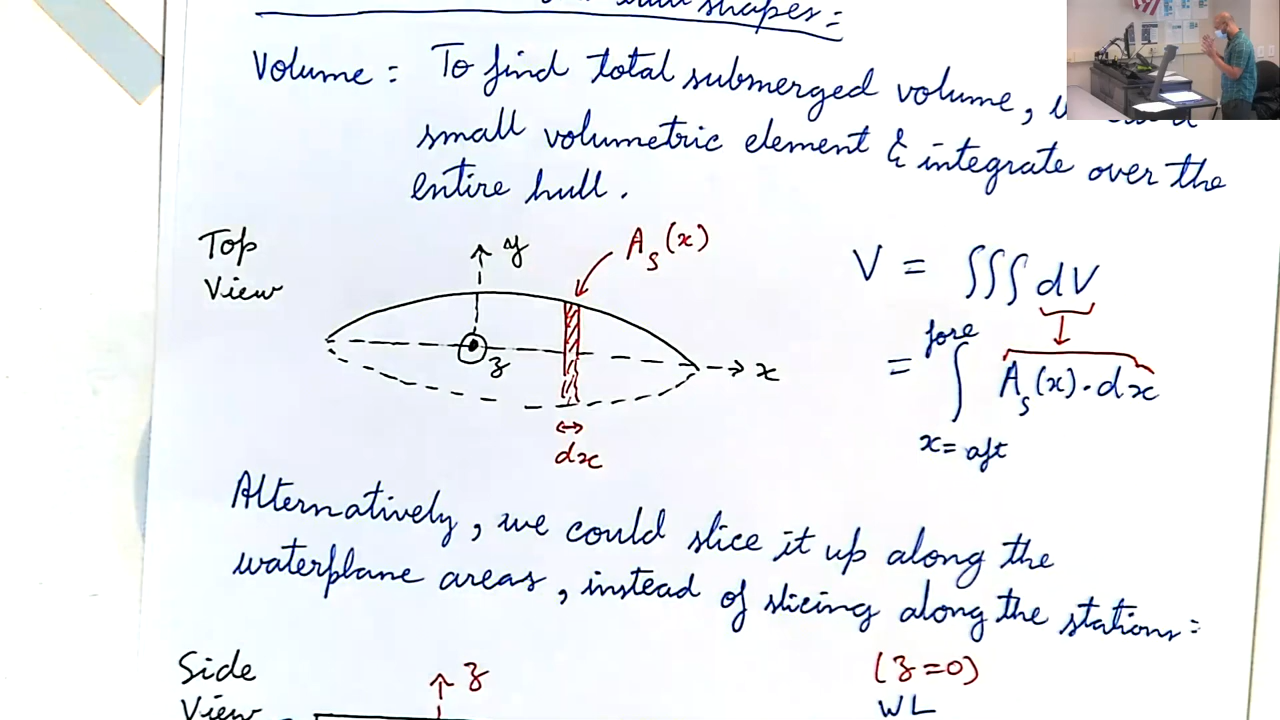 shapes:
Volume : To find total submerged volume,
small volumetric element & integrate over the
entire hull.
Top
View
y
A_s(x)
z
x
dx
V = ∫∫∫ dV
= ∫ A_s(x) · dx
fore
x = aft
Alternatively, we could slice it up along the
waterplane areas, instead of slicing along the stations:
Side
View
z
(z=0)
WL